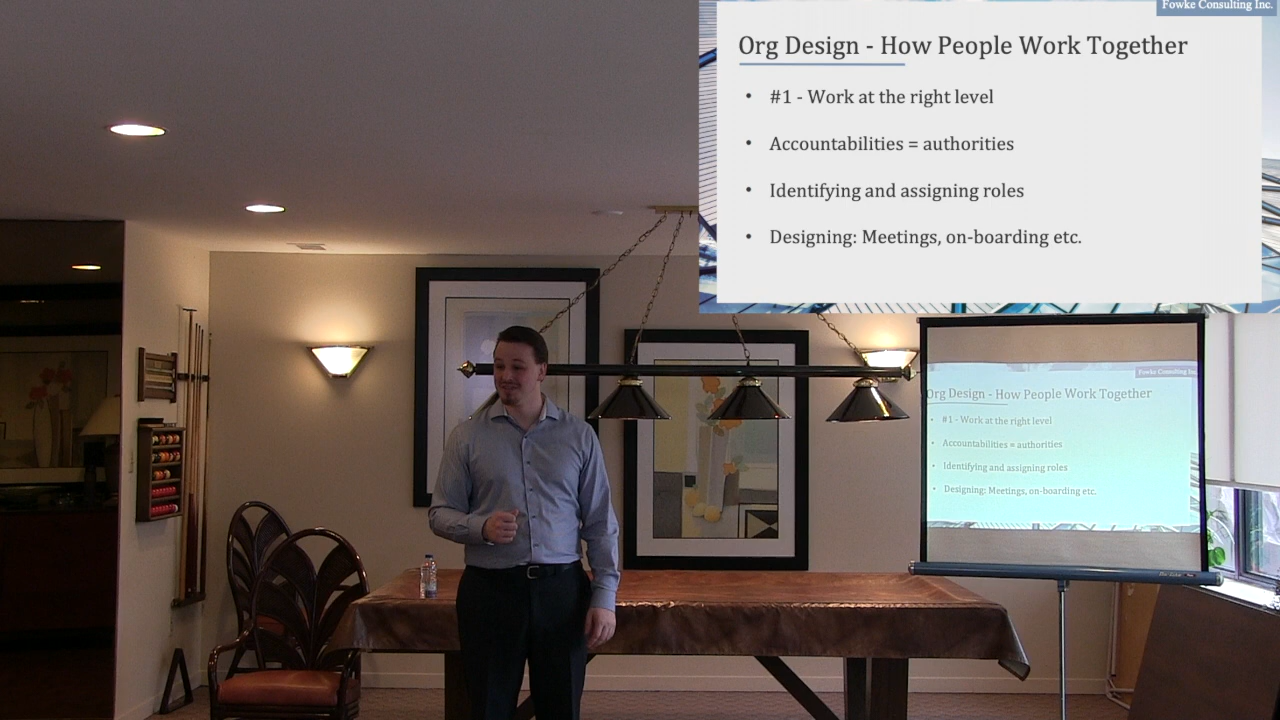 Fowke Consulting Inc.
Org Design - How People Work Together
• #1 - Work at the right level
• Accountabilities = authorities
• Identifying and assigning roles
• Designing: Meetings, on-boarding etc.
Fowke Consulting Inc.
Org Design - How People Work Together
• #1 - Work at the right level
• Accountabilities = authorities
• Identifying and assigning roles
• Designing: Meetings, on-boarding etc.